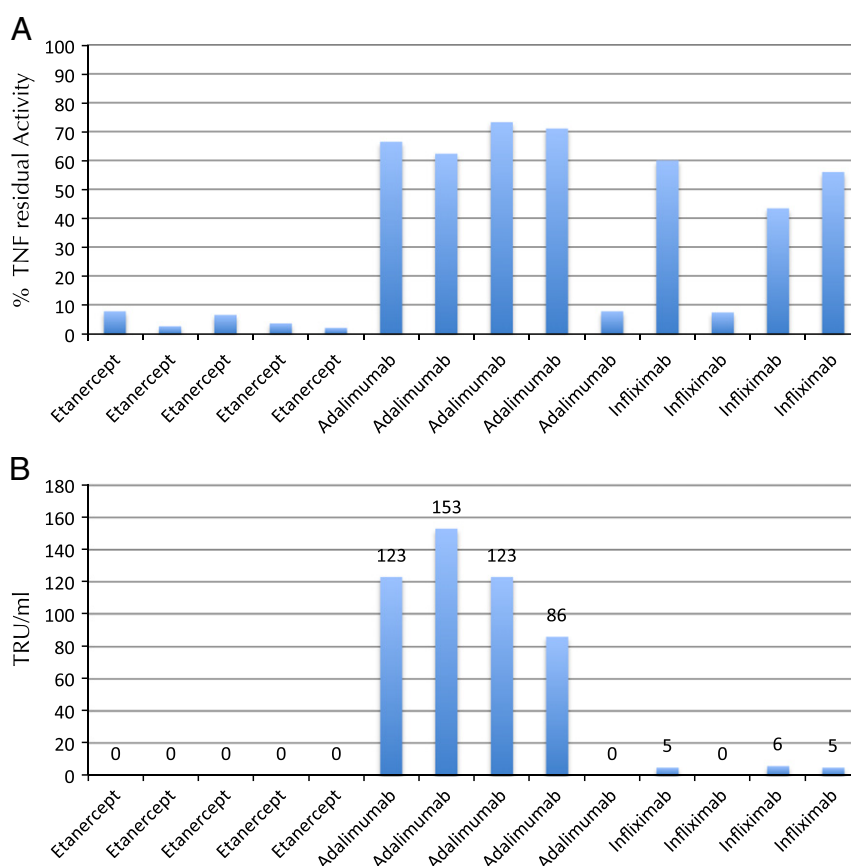 A
% TNF residual Activity
100
90
80
70
60
50
40
30
20
10
0
Etanercept
Etanercept
Etanercept
Etanercept
Etanercept
Adalimumab
Adalimumab
Adalimumab
Adalimumab
Adalimumab
Infliximab
Infliximab
Infliximab
Infliximab
B
TRU/ml
180
160
140
120
100
80
60
40
20
0
0
0
0
0
0
123
153
123
86
0
5
0
6
5
Etanercept
Etanercept
Etanercept
Etanercept
Etanercept
Adalimumab
Adalimumab
Adalimumab
Adalimumab
Adalimumab
Infliximab
Infliximab
Infliximab
Infliximab